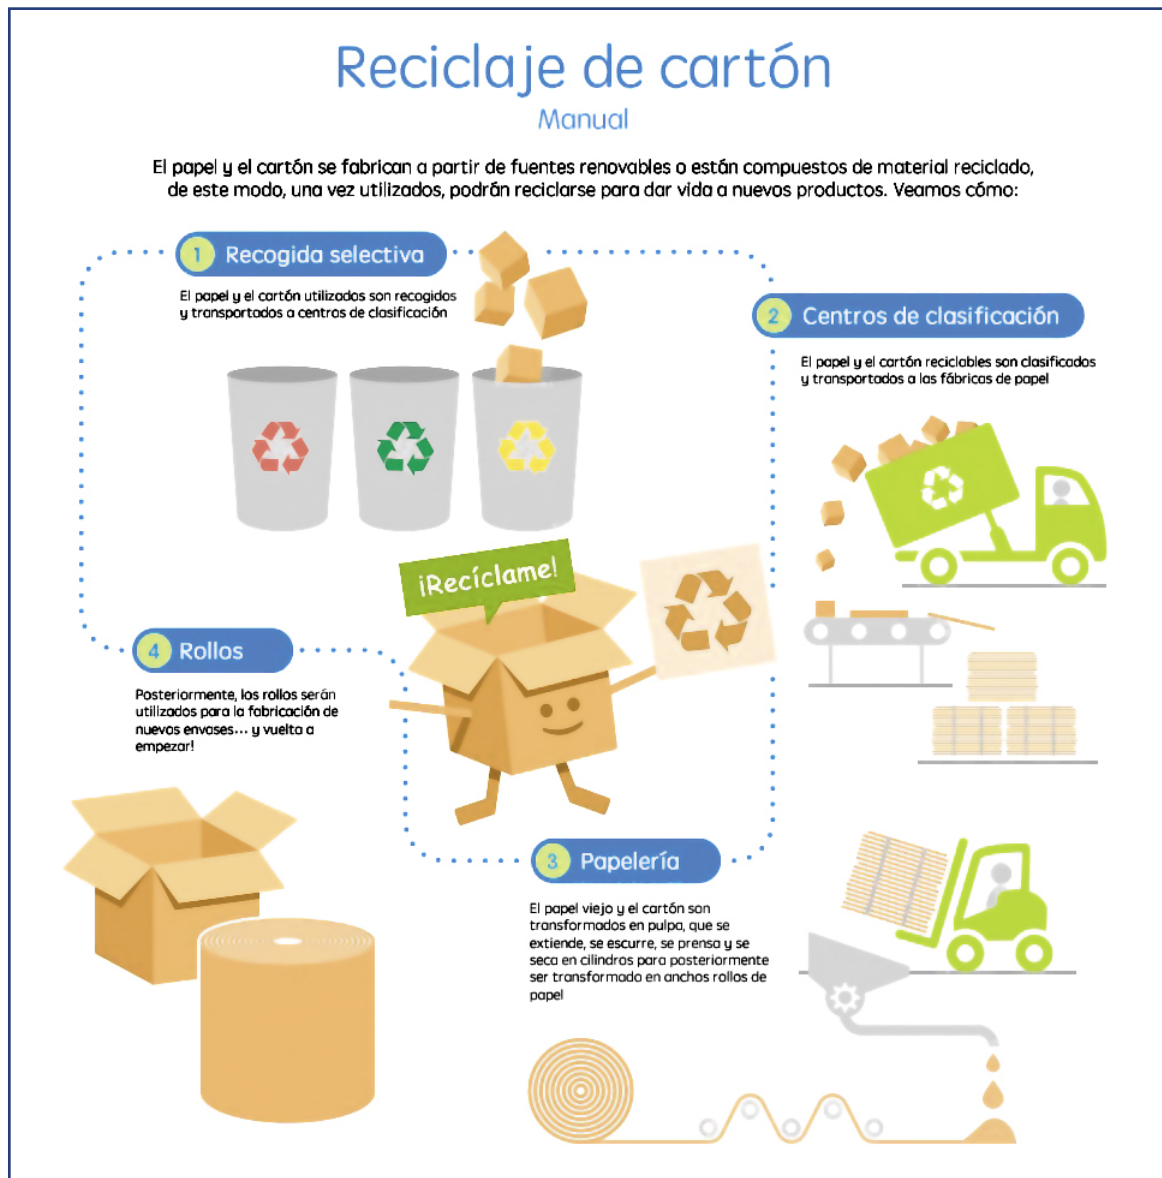 Reciclaje de cartón
Manual
El papel y el cartón se fabrican a partir de fuentes renovables o están compuestos de material reciclado,
de este modo, una vez utilizados, podrán reciclarse para dar vida a nuevos productos. Veamos cómo:
1 Recogida selectiva
El papel y el cartón utilizados son recogidos
y transportados a centros de clasificación
2 Centros de clasificación
El papel y el cartón reciclables son clasificados
y transportados a las fábricas de papel
¡Recíclame!
3 Papelería
El papel viejo y el cartón son
transformados en pulpa, que se
extiende, se escurre, se prensa y se
seca en cilindros para posteriormente
ser transformado en anchos rollos de
papel
4 Rollos
Posteriormente, los rollos serán
utilizados para la fabricación de
nuevos envases... y vuelta a
empezar!